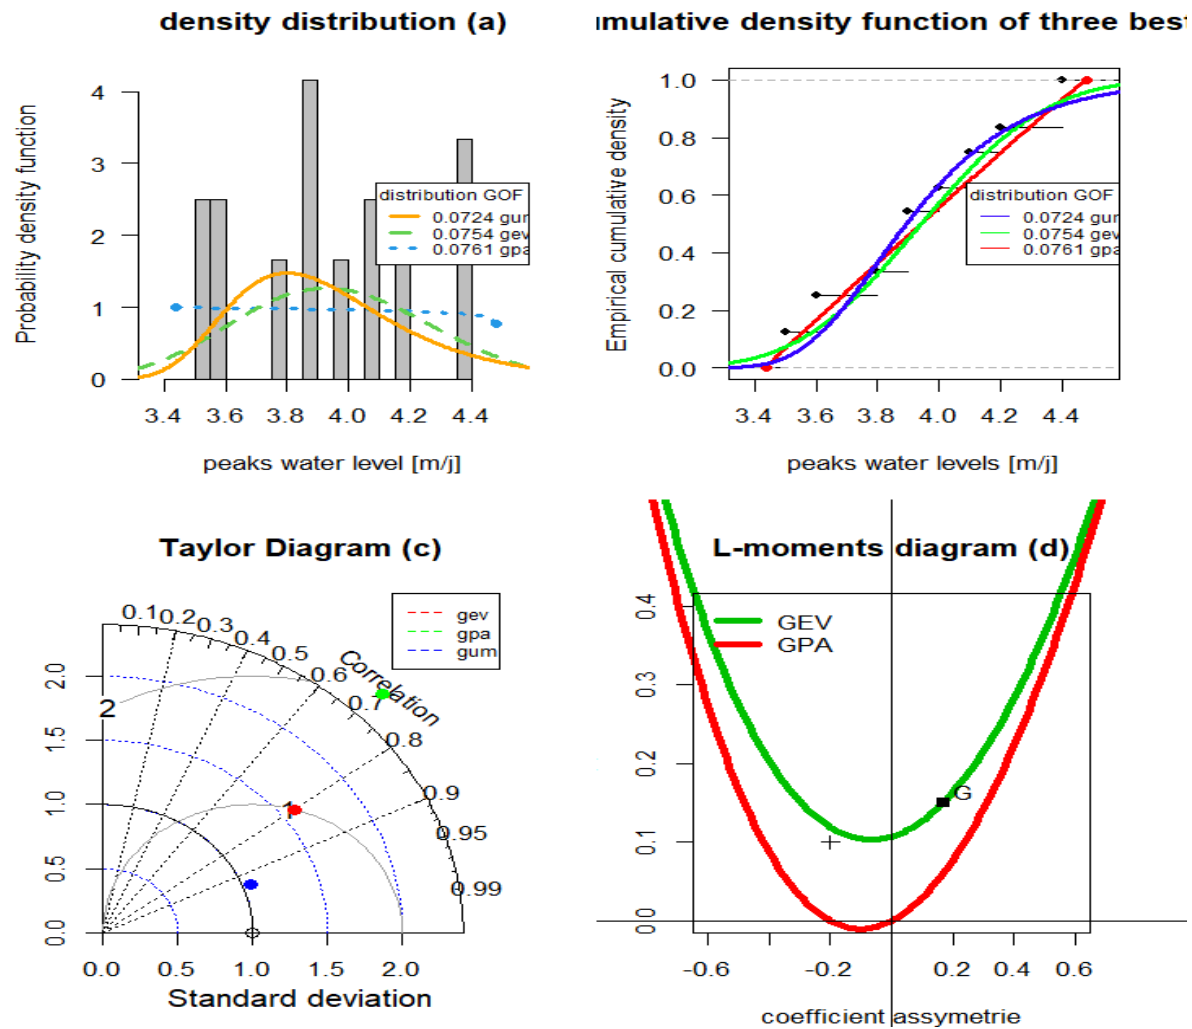 density distribution (a)
Probability density function
4
3
2
1
0
distribution GOF
0.0724 gum
0.0754 gev
0.0761 gpa
3.4 3.6 3.8 4.0 4.2 4.4
peaks water level [m/j]
umulative density function of three best
Empirical cumulative density
1.0
0.8
0.6
0.4
0.2
0.0
distribution GOF
0.0724 gum
0.0754 gev
0.0761 gpa
3.4 3.6 3.8 4.0 4.2 4.4
peaks water levels [m/j]
Taylor Diagram (c)
gev
gpa
gum
0.1 0.2 0.3 0.4 0.5 0.6 0.7 0.8 0.9 0.95 0.99
Correlation
2.0
1.5
1.0
0.5
0.0
2
1
0.0 0.5 1.0 1.5 2.0
Standard deviation
L-moments diagram (d)
GEV
GPA
0.4
0.3
0.2
0.1
0.0
G
-0.6 -0.2 0.2 0.4 0.6
coefficient assymetrie